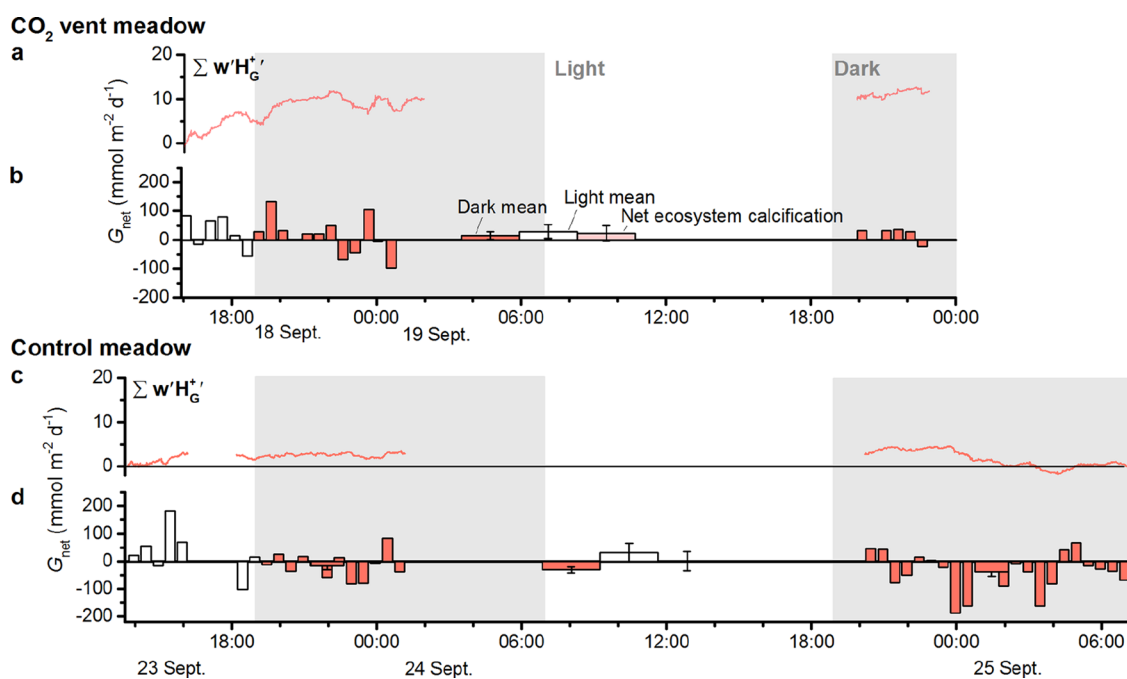 CO₂ vent meadow
a
∑ w′H⁺G′
Light
Dark
20
10
0
b
Gnet (mmol m⁻² d⁻¹)
200
100
0
-100
-200
Dark mean
Light mean
Net ecosystem calcification
18:00 00:00 06:00 12:00 18:00 00:00
18 Sept. 19 Sept.
Control meadow
c
∑ w′H⁺G′
20
10
0
d
Gnet (mmol m⁻² d⁻¹)
200
100
0
-100
-200
18:00 00:00 06:00 12:00 18:00 00:00 06:00
23 Sept. 24 Sept. 25 Sept.